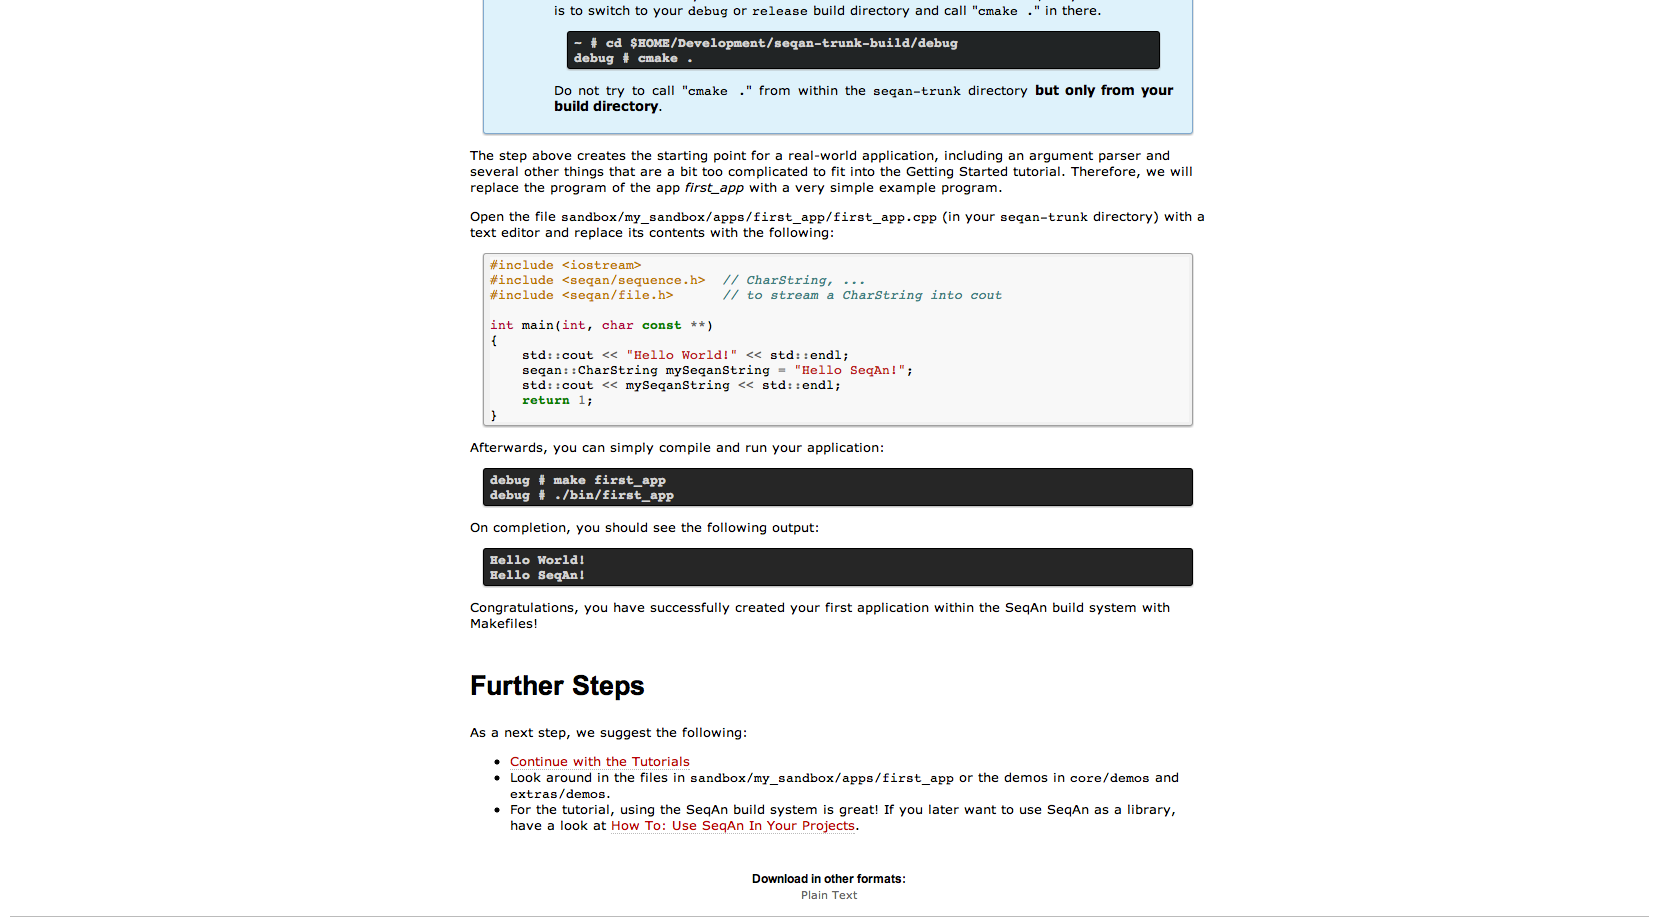 is to switch to your debug or release build directory and call "cmake ." in there.
~ # cd $HOME/Development/seqan-trunk-build/debug
debug # cmake .
Do not try to call "cmake ." from within the seqan-trunk directory but only from your
build directory.
The step above creates the starting point for a real-world application, including an argument parser and
several other things that are a bit too complicated to fit into the Getting Started tutorial. Therefore, we will
replace the program of the app first_app with a very simple example program.
Open the file sandbox/my_sandbox/apps/first_app/first_app.cpp (in your seqan-trunk directory) with a
text editor and replace its contents with the following:
#include <iostream>
#include <seqan/sequence.h>  // CharString, ...
#include <seqan/file.h>      // to stream a CharString into cout
int main(int, char const **)
{
    std::cout << "Hello World!" << std::endl;
    seqan::CharString mySeqanString = "Hello SeqAn!";
    std::cout << mySeqanString << std::endl;
    return 1;
}
Afterwards, you can simply compile and run your application:
debug # make first_app
debug # ./bin/first_app
On completion, you should see the following output:
Hello World!
Hello SeqAn!
Congratulations, you have successfully created your first application within the SeqAn build system with
Makefiles!
Further Steps
As a next step, we suggest the following:
• Continue with the Tutorials
• Look around in the files in sandbox/my_sandbox/apps/first_app or the demos in core/demos and
extras/demos.
• For the tutorial, using the SeqAn build system is great! If you later want to use SeqAn as a library,
have a look at How To: Use SeqAn In Your Projects.
Download in other formats:
Plain Text